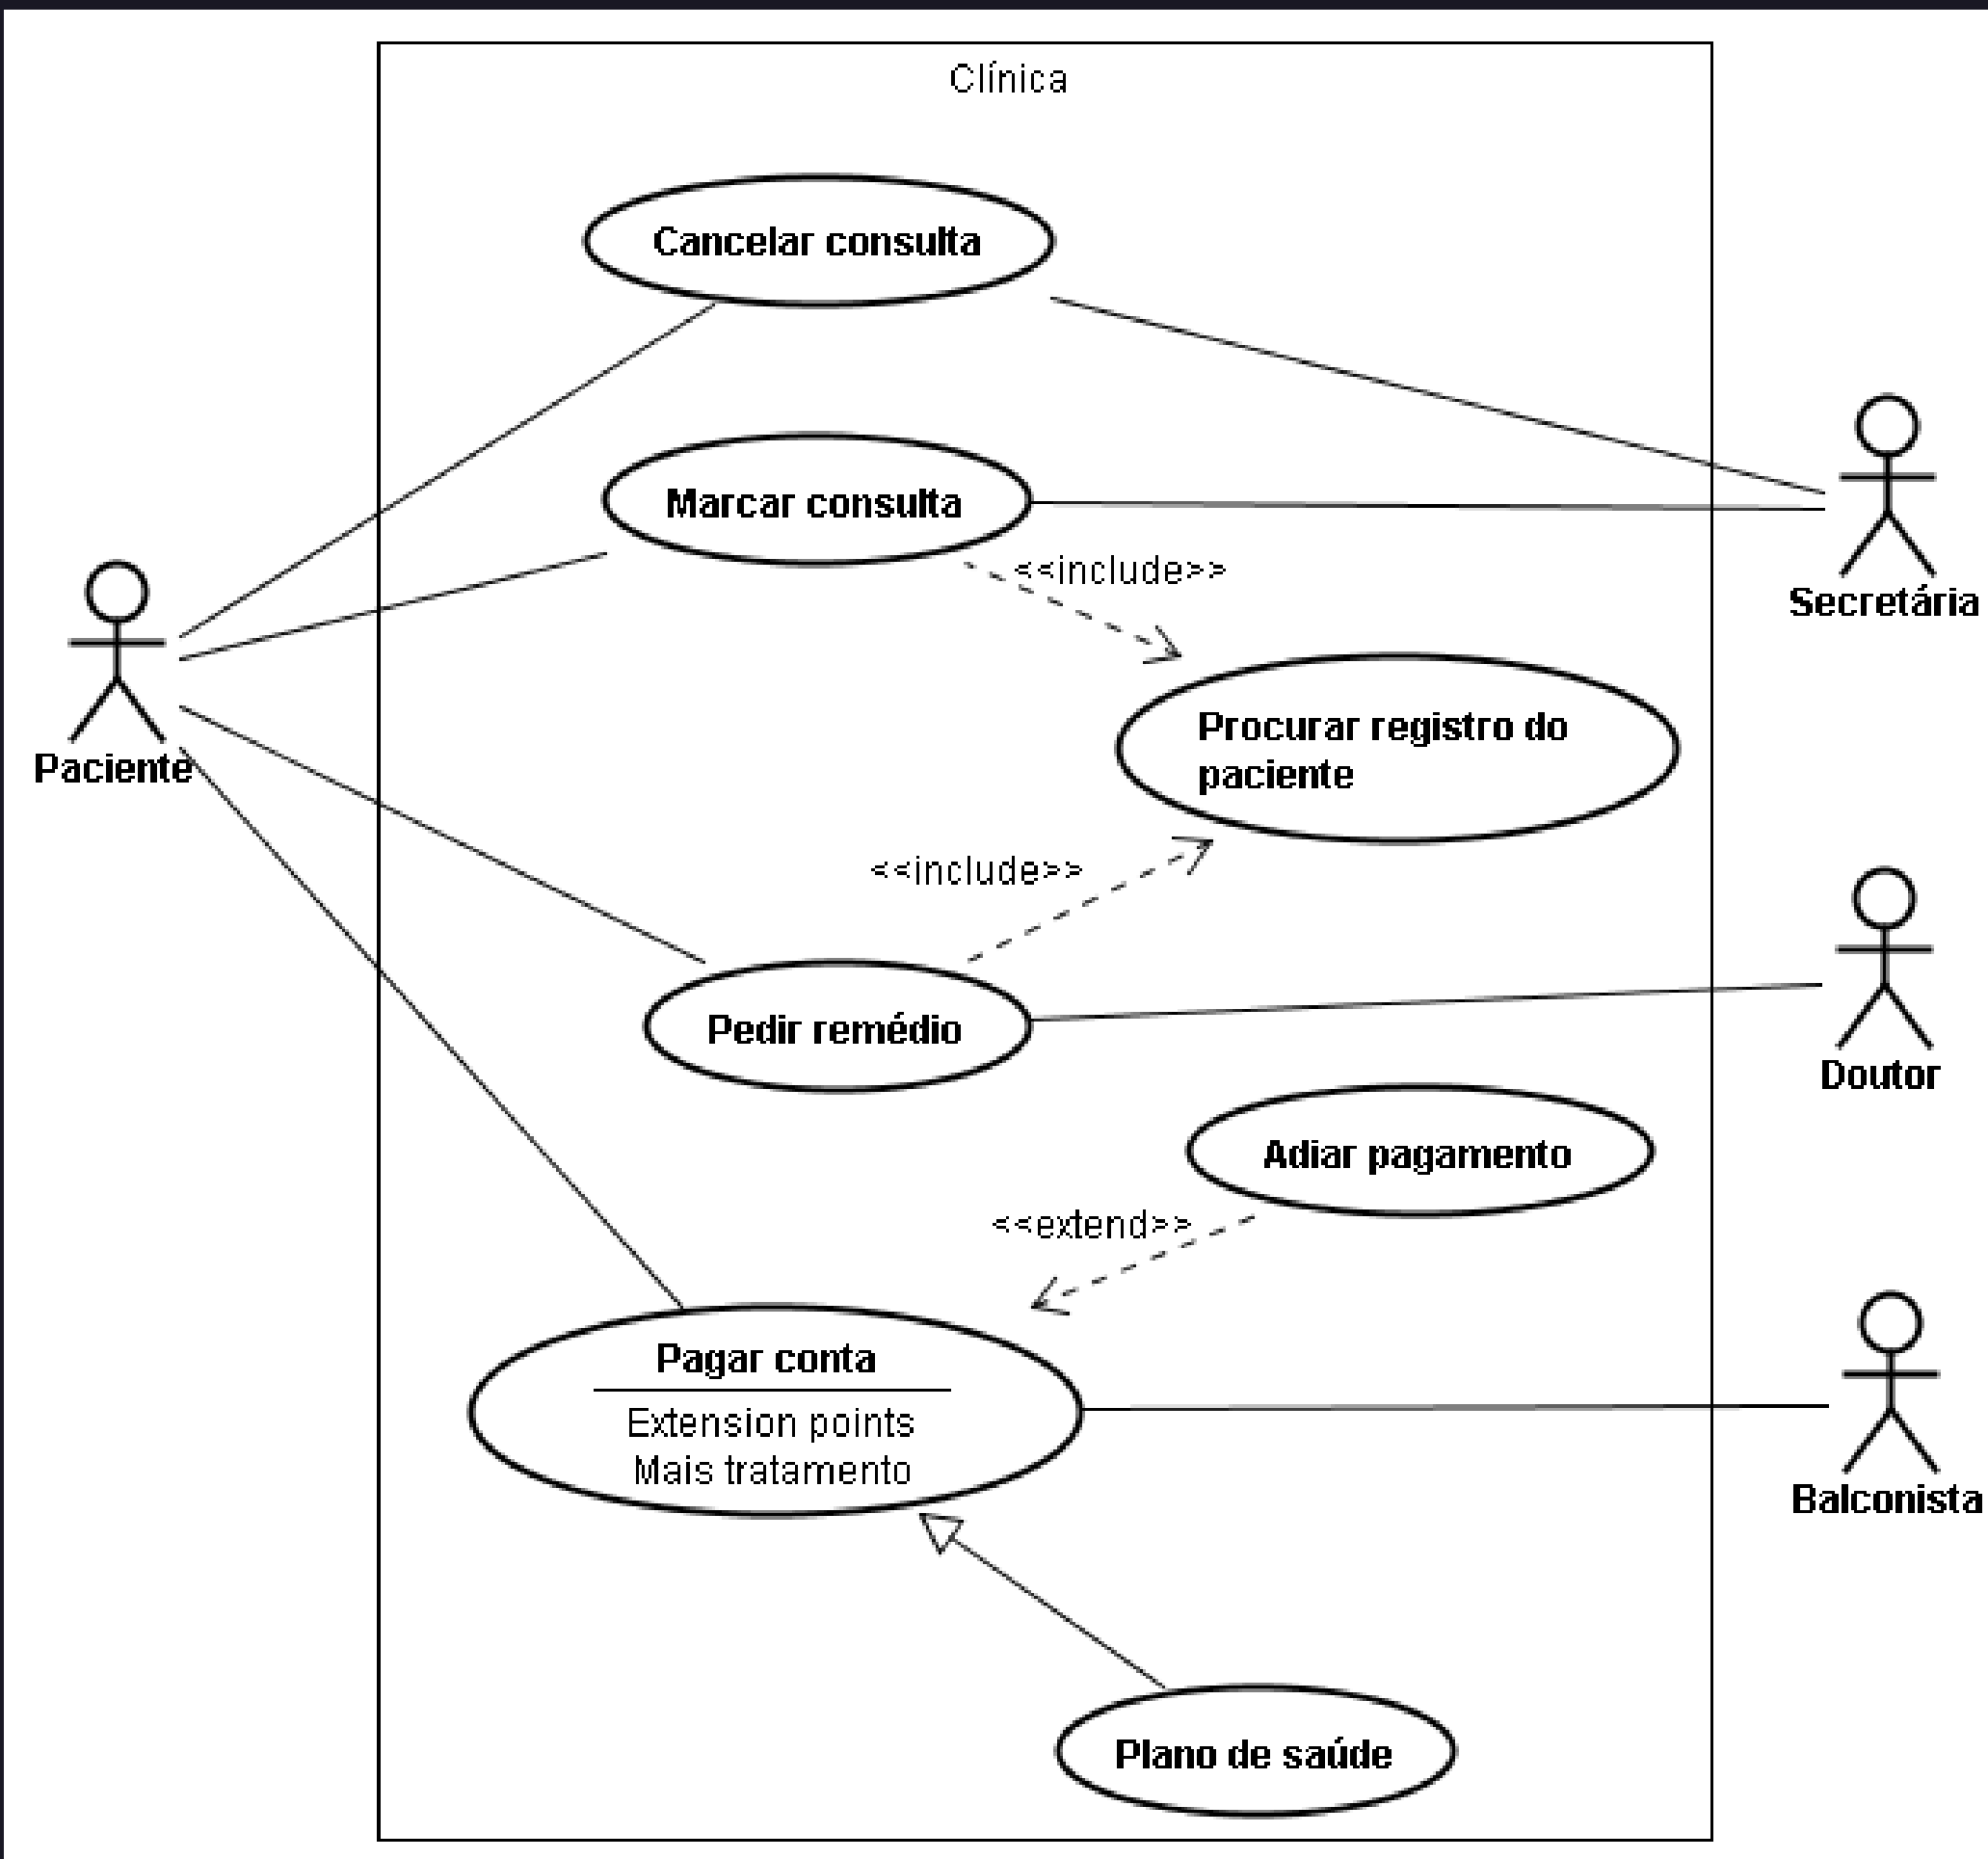 Clínica
Cancelar consulta
Marcar consulta
<<include>>
Secretária
Procurar registro do
paciente
Paciente
<<include>>
Pedir remédio
Doutor
Adiar pagamento
<<extend>>
Pagar conta
Extension points
Mais tratamento
Balconista
Plano de saúde